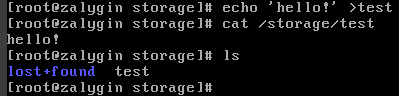 [root@zalygin storage]# echo 'hello!' >test
[root@zalygin storage]# cat /storage/test
hello!
[root@zalygin storage]# ls
lost+found  test
[root@zalygin storage]#